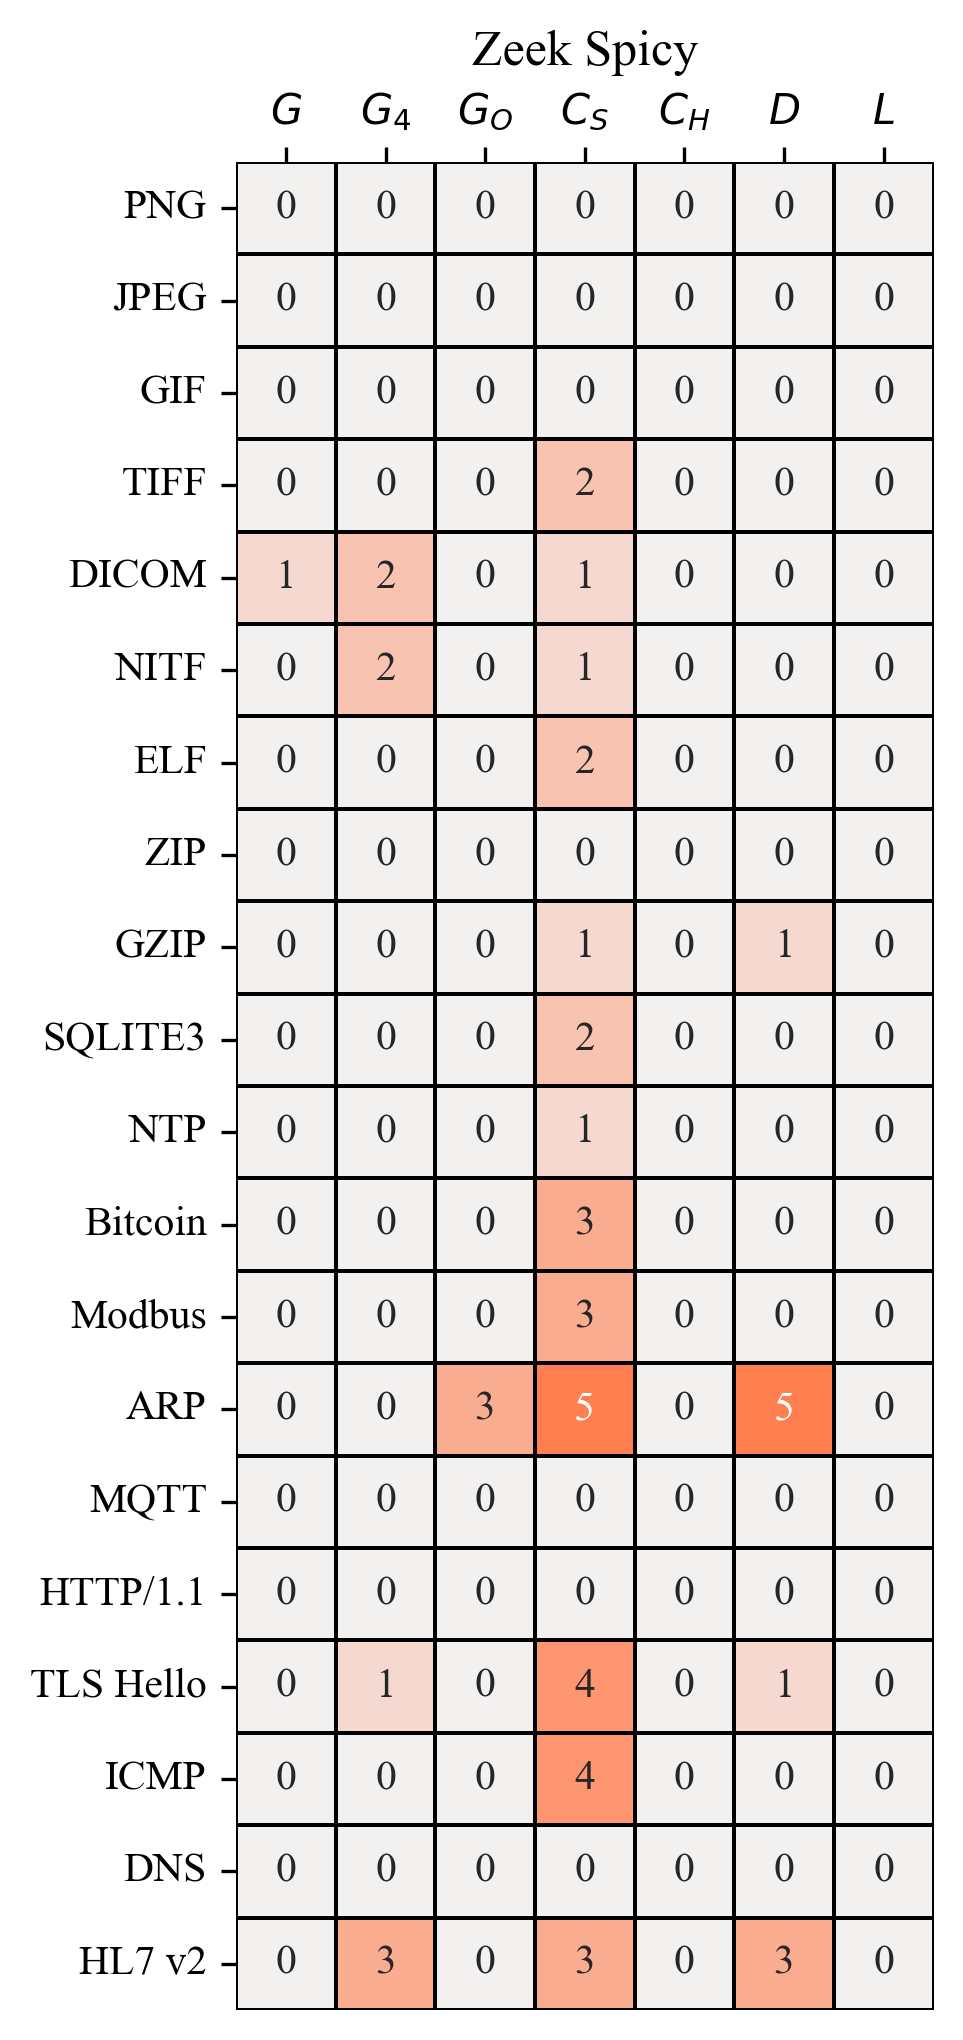 Zeek Spicy
G G4 GO CS CH D L
PNG 0 0 0 0 0 0 0
JPEG 0 0 0 0 0 0 0
GIF 0 0 0 0 0 0 0
TIFF 0 0 0 2 0 0 0
DICOM 1 2 0 1 0 0 0
NITF 0 2 0 1 0 0 0
ELF 0 0 0 2 0 0 0
ZIP 0 0 0 0 0 0 0
GZIP 0 0 0 1 0 1 0
SQLITE3 0 0 0 2 0 0 0
NTP 0 0 0 1 0 0 0
Bitcoin 0 0 0 3 0 0 0
Modbus 0 0 0 3 0 0 0
ARP 0 0 3 5 0 5 0
MQTT 0 0 0 0 0 0 0
HTTP/1.1 0 0 0 0 0 0 0
TLS Hello 0 1 0 4 0 1 0
ICMP 0 0 0 4 0 0 0
DNS 0 0 0 0 0 0 0
HL7 v2 0 3 0 3 0 3 0